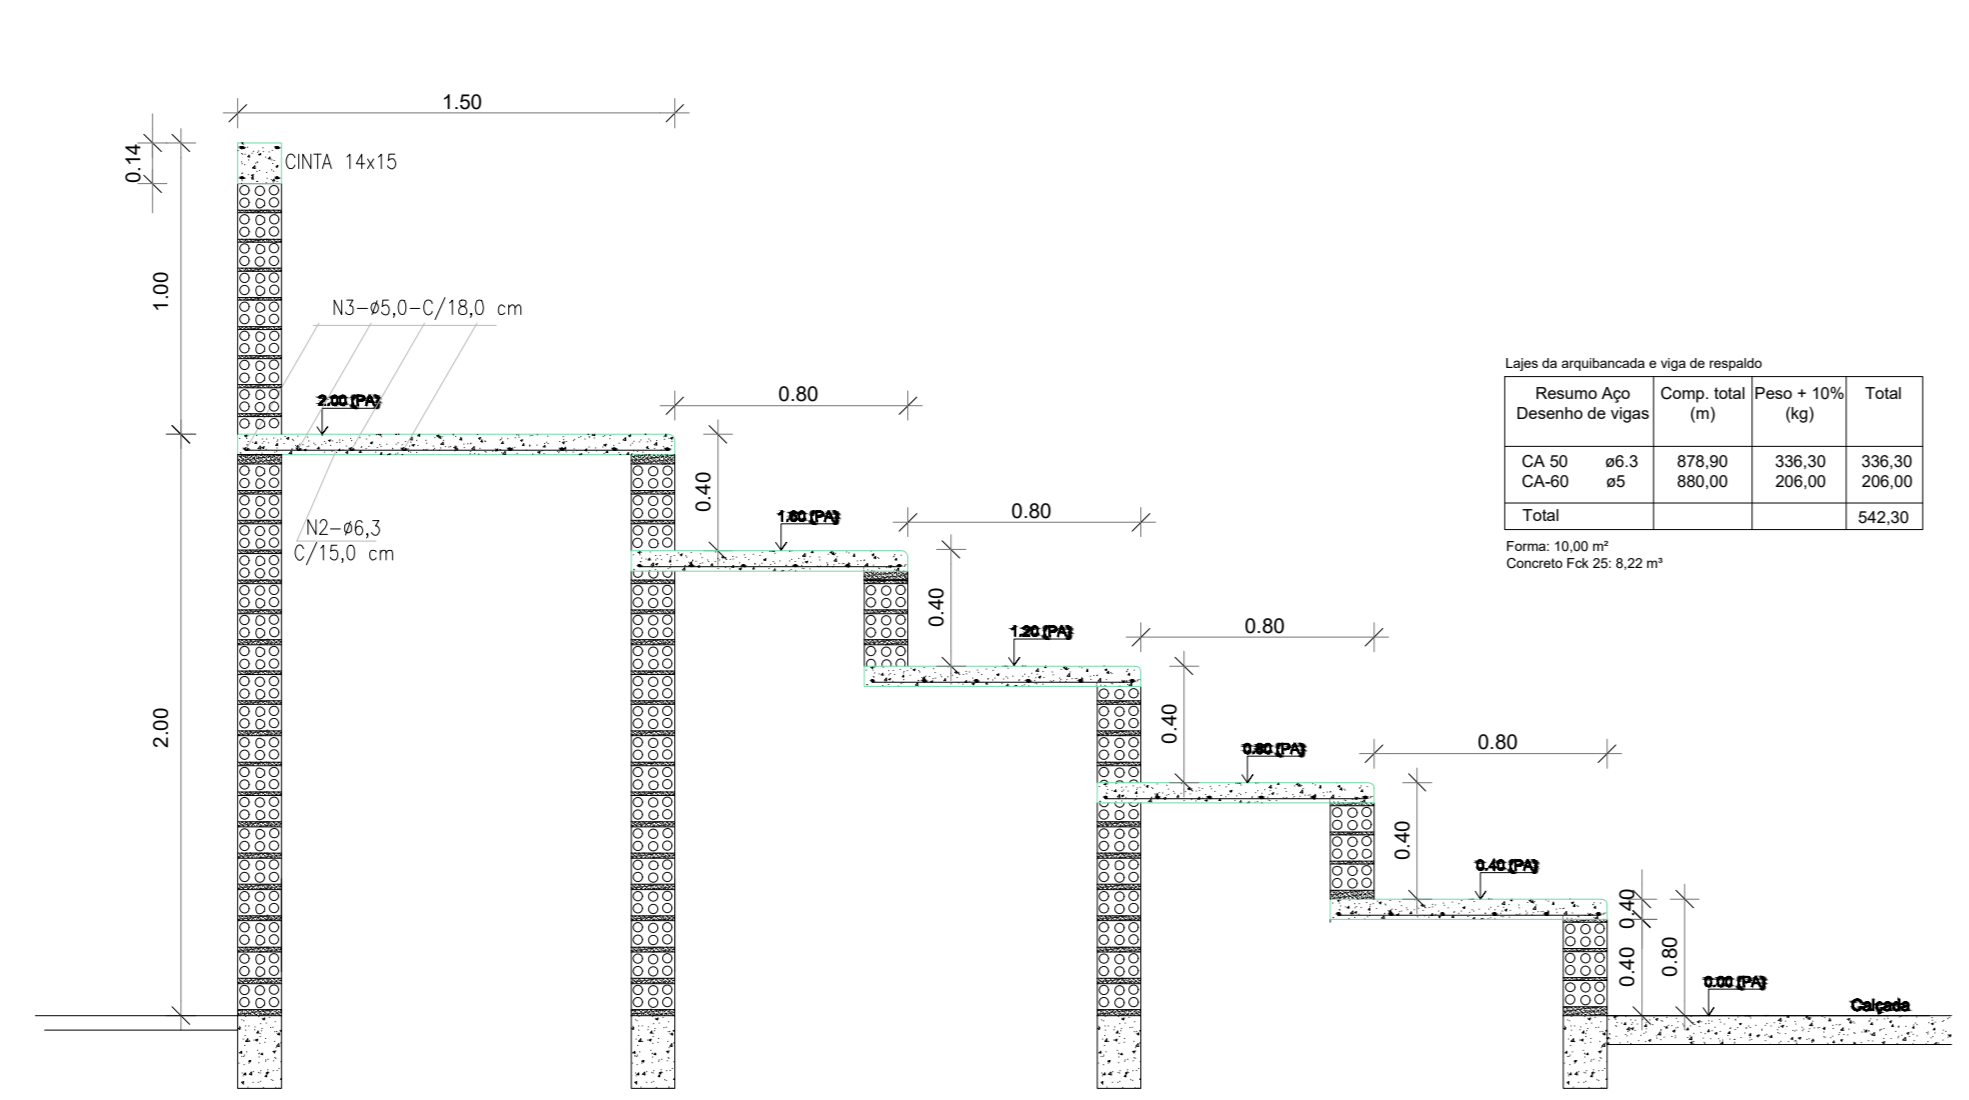 1.50
0.14
CINTA 14x15
1.00
N3-ø5,0-C/18,0 cm
2.00 (PA)
0.80
0.40
N2-ø6,3
C/15,0 cm
1.60 (PA)
0.80
0.40
1.20 (PA)
0.80
0.40
2.00
0.80 (PA)
0.80
0.40
0.40 (PA)
0.40
0.40
0.80
0.00 (PA)
Calçada
Lajes da arquibancada e viga de respaldo
Resumo Aço Comp. total Peso + 10% Total
Desenho de vigas (m) (kg)
CA 50 ø6.3 878,90 336,30 336,30
CA-60 ø5 880,00 206,00 206,00
Total 542,30
Forma: 10,00 m²
Concreto Fck 25: 8,22 m³